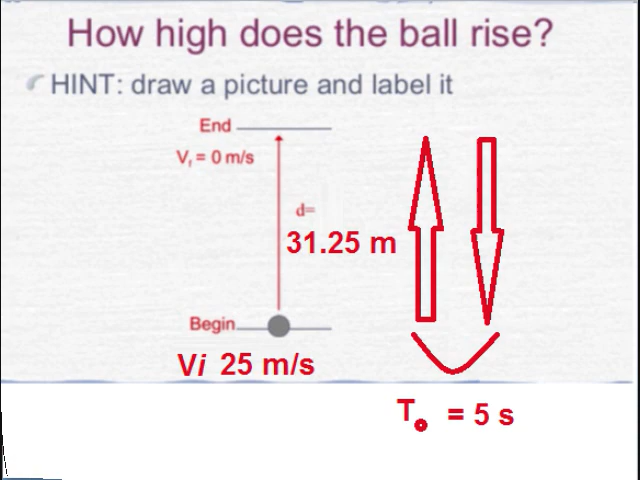 How high does the ball rise?
HINT: draw a picture and label it
End
Vf = 0 m/s
d=
31.25 m
Begin
Vi 25 m/s
To = 5 s